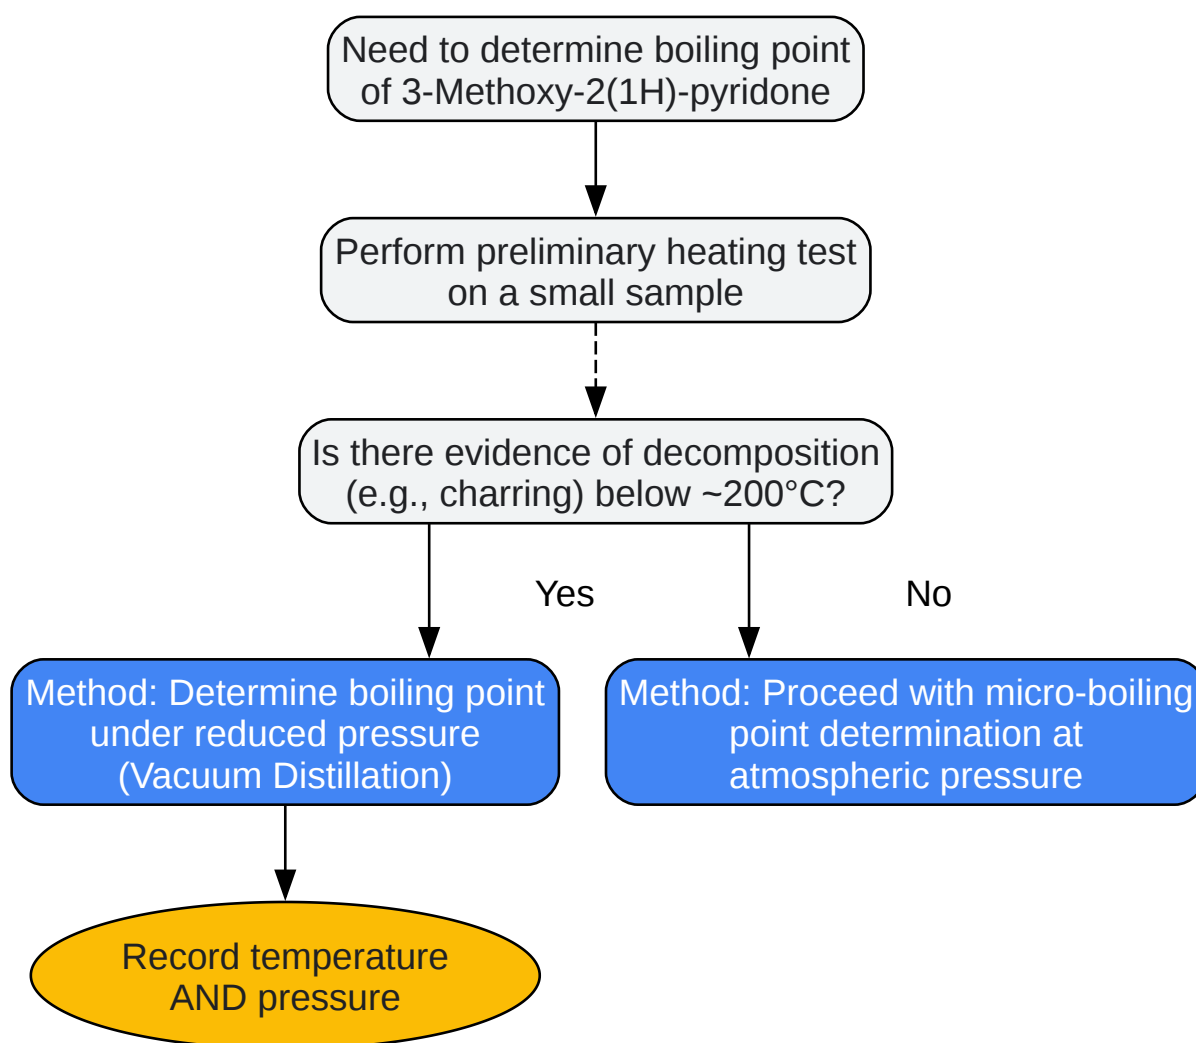 Need to determine boiling point
of 3-Methoxy-2(1H)-pyridone
Perform preliminary heating test
on a small sample
Is there evidence of decomposition
(e.g., charring) below ~200°C?
Yes
No
Method: Determine boiling point
under reduced pressure
(Vacuum Distillation)
Method: Proceed with micro-boiling
point determination at
atmospheric pressure
Record temperature
AND pressure